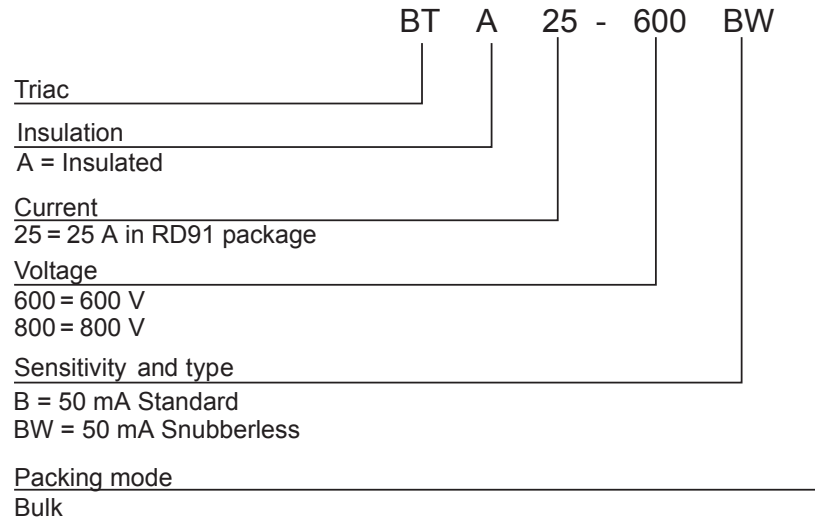 BT A 25 - 600 BW
Triac
Insulation
A = Insulated
Current
25 = 25 A in RD91 package
Voltage
600 = 600 V
800 = 800 V
Sensitivity and type
B = 50 mA Standard
BW = 50 mA Snubberless
Packing mode
Bulk